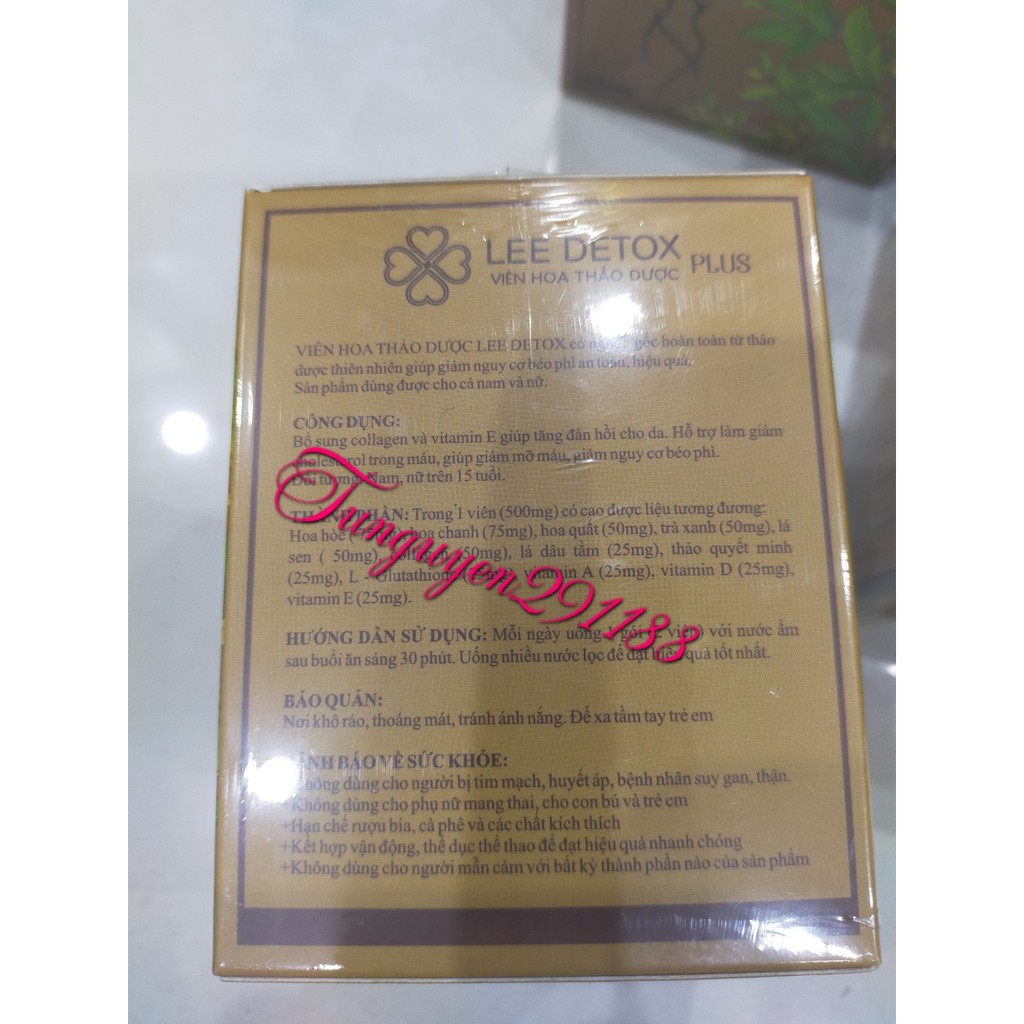 LEE DETOX PLUS
VIÊN HOA THẢO DƯỢC
VIÊN HOA THẢO DƯỢC LEE DETOX có gốc hoàn toàn từ thảo
dược thiên nhiên giúp giảm nguy cơ béo phì an toàn, hiệu quả.
Sản phẩm dùng được cho cả nam và nữ.
CÔNG DỤNG:
Bổ sung collagen và vitamin E giúp tăng đàn hồi cho da. Hỗ trợ làm giảm
cholesterol trong máu, giúp giảm mỡ máu, giảm nguy cơ béo phì.
Đối tượng: Nam, nữ trên 15 tuổi.
THÀNH PHẦN: Trong 1 viên (500mg) có cao dược liệu tương đương:
Hoa hòe hoa chanh (75mg), hoa quất (50mg), trà xanh (50mg), lá
sen ( 50mg), collagen (50mg), lá dâu tằm (25mg), thảo quyết minh
(25mg), L - Glutathione vitamin A (25mg), vitamin D (25mg),
vitamin E (25mg).
HƯỚNG DẪN SỬ DỤNG: Mỗi ngày uống 1 gói (2 viên) với nước ấm
sau buổi ăn sáng 30 phút. Uống nhiều nước lọc để đạt hiệu quả tốt nhất.
BẢO QUẢN:
Nơi khô ráo, thoáng mát, tránh ánh nắng. Để xa tầm tay trẻ em
CẢNH BÁO VỀ SỨC KHỎE:
+Không dùng cho người bị tim mạch, huyết áp, bệnh nhân suy gan, thận.
+Không dùng cho phụ nữ mang thai, cho con bú và trẻ em
+Hạn chế rượu bia, cà phê và các chất kích thích
+Kết hợp vận động, thể dục thể thao để đạt hiệu quả nhanh chóng
+Không dùng cho người mẫn cảm với bất kỳ thành phần nào của sản phẩm
Tunguyen291188